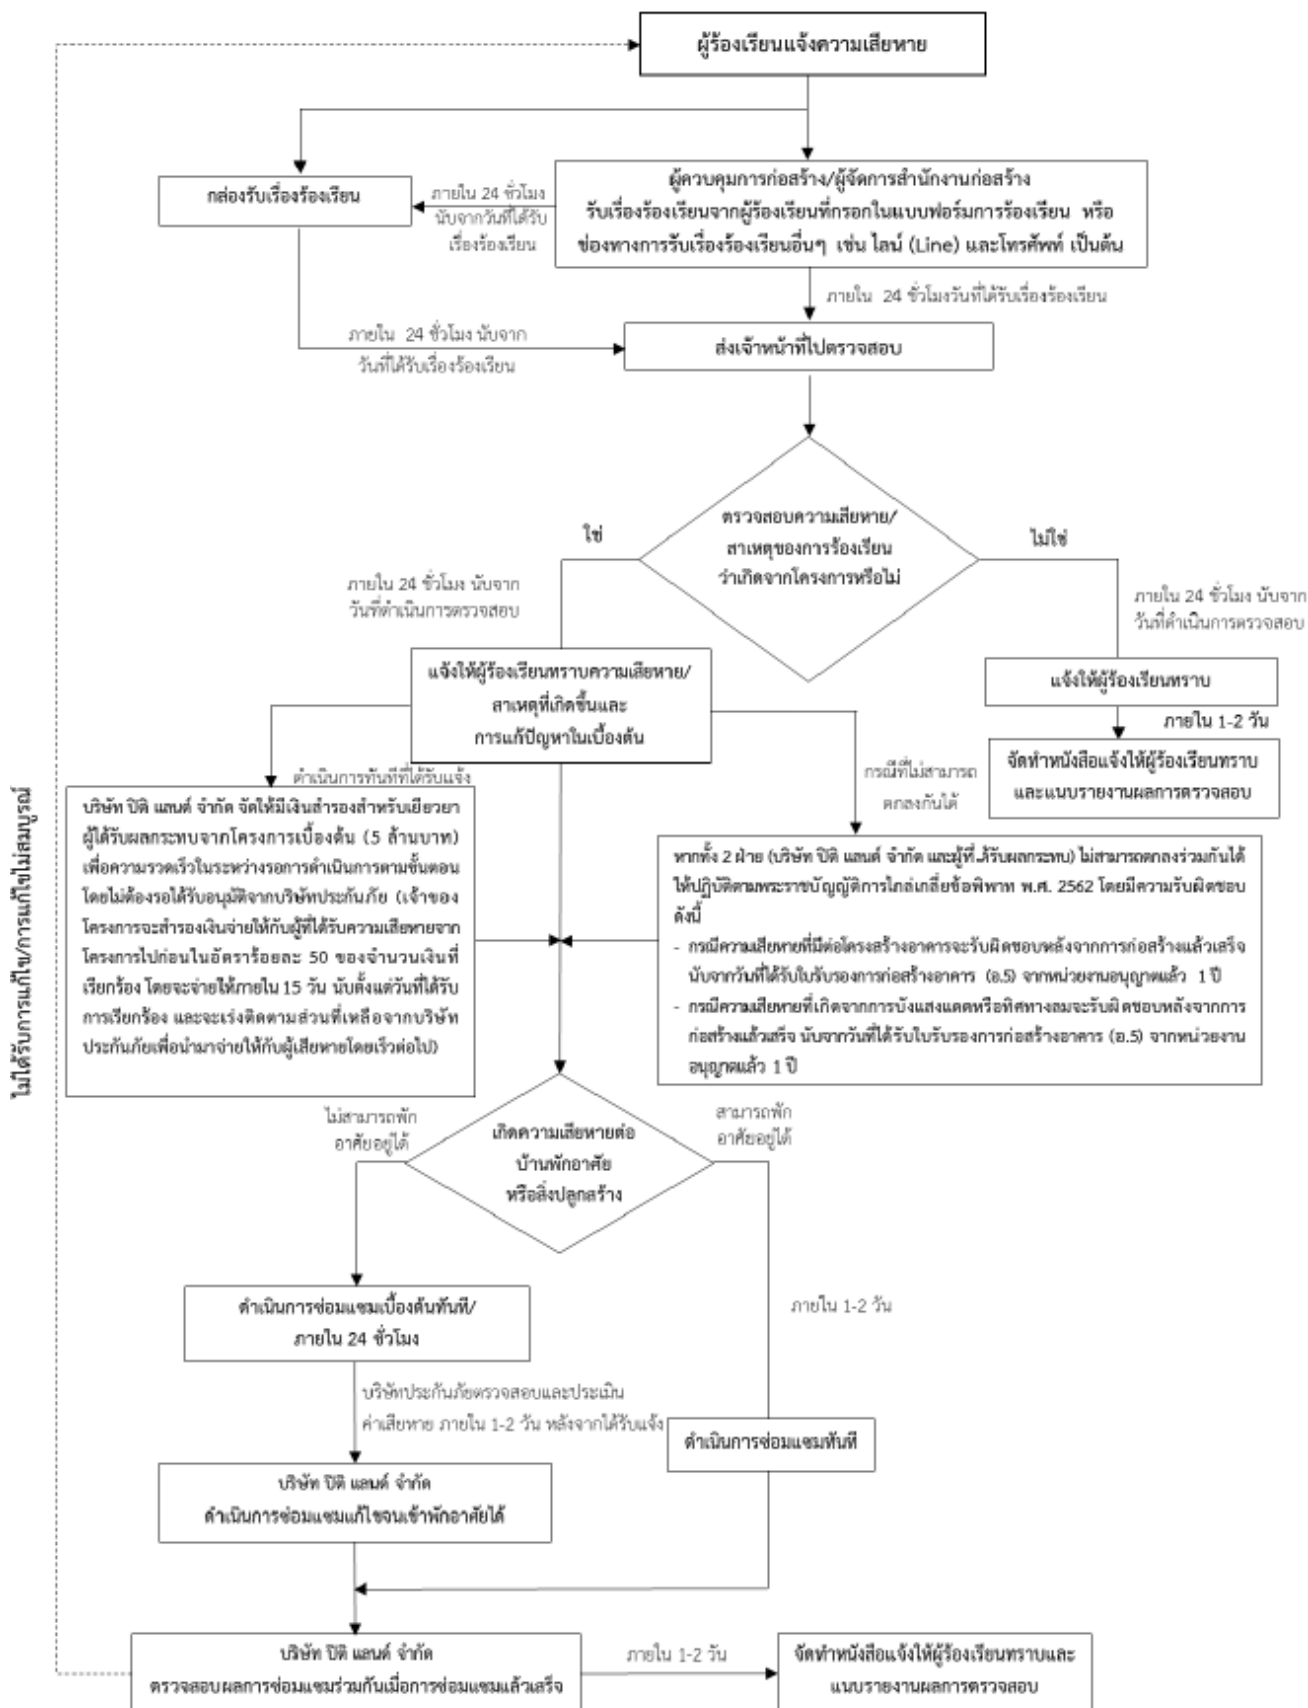 ผู้ร้องเรียนแจ้งความเสียหาย
กล่องรับเรื่องร้องเรียน
ภายใน 24 ชั่วโมง
นับจากวันที่ได้รับ
เรื่องร้องเรียน
ผู้ควบคุมการก่อสร้าง/ผู้จัดการสำนักงานก่อสร้าง
รับเรื่องร้องเรียนจากผู้ร้องเรียนที่กรอกในแบบฟอร์มการร้องเรียน หรือ
ช่องทางการรับเรื่องร้องเรียนอื่นๆ เช่น ไลน์ (Line) และโทรศัพท์ เป็นต้น
ภายใน 24 ชั่วโมงวันที่ได้รับเรื่องร้องเรียน
ภายใน 24 ชั่วโมง นับจาก
วันที่ได้รับเรื่องร้องเรียน
ส่งเจ้าหน้าที่ไปตรวจสอบ
ตรวจสอบความเสียหาย/
สาเหตุของการร้องเรียน
ว่าเกิดจากโครงการหรือไม่
ใช่
ไม่ใช่
ภายใน 24 ชั่วโมง นับจาก
วันที่ดำเนินการตรวจสอบ
ภายใน 24 ชั่วโมง นับจาก
วันที่ดำเนินการตรวจสอบ
แจ้งให้ผู้ร้องเรียนทราบความเสียหาย/
สาเหตุที่เกิดขึ้นและ
การแก้ปัญหาในเบื้องต้น
แจ้งให้ผู้ร้องเรียนทราบ
ภายใน 1-2 วัน
จัดทำหนังสือแจ้งให้ผู้ร้องเรียนทราบ
และแนบรายงานผลการตรวจสอบ
ดำเนินการทันทีที่ได้รับแจ้ง
กรณีที่ไม่สามารถ
ตกลงกันได้
บริษัท ปิติ แลนด์ จำกัด จัดให้มีเงินสำรองสำหรับเยียวยา
ผู้ได้รับผลกระทบจากโครงการเบื้องต้น (5 ล้านบาท)
เพื่อความรวดเร็วในระหว่างรอการดำเนินการตามขั้นตอน
โดยไม่ต้องรอได้รับอนุมัติจากบริษัทประกันภัย (เจ้าของ
โครงการจะสำรองเงินจ่ายให้กับผู้ที่ได้รับความเสียหายจาก
โครงการไปก่อนในอัตราร้อยละ 50 ของจำนวนเงินที่
เรียกร้อง โดยจะจ่ายให้ภายใน 15 วัน นับตั้งแต่วันที่ได้รับ
การเรียกร้อง และจะเร่งติดตามส่วนที่เหลือจากบริษัท
ประกันภัยเพื่อนำมาจ่ายให้กับผู้เสียหายโดยเร็วต่อไป)
หากทั้ง 2 ฝ่าย (บริษัท ปิติ แลนด์ จำกัด และผู้ที่ได้รับผลกระทบ) ไม่สามารถตกลงร่วมกันได้
ให้ปฏิบัติตามพระราชบัญญัติการไกล่เกลี่ยข้อพิพาท พ.ศ. 2562 โดยมีความรับผิดชอบ
ดังนี้
- กรณีความเสียหายที่มีต่อโครงสร้างอาคารจะรับผิดชอบหลังจากการก่อสร้างแล้วเสร็จ
นับจากวันที่ได้รับใบรับรองการก่อสร้างอาคาร (อ.5) จากหน่วยงานอนุญาตแล้ว 1 ปี
- กรณีความเสียหายที่เกิดจากการบังแสงแดดหรือทิศทางลมจะรับผิดชอบหลังจากการ
ก่อสร้างแล้วเสร็จ นับจากวันที่ได้รับใบรับรองการก่อสร้างอาคาร (อ.5) จากหน่วยงาน
อนุญาตแล้ว 1 ปี
ไม่ได้รับการแก้ไข/การแก้ไขไม่สมบูรณ์
ไม่สามารถพัก
อาศัยอยู่ได้
สามารถพัก
อาศัยอยู่ได้
เกิดความเสียหายต่อ
บ้านพักอาศัย
หรือสิ่งปลูกสร้าง
ดำเนินการซ่อมแซมเบื้องต้นทันที/
ภายใน 24 ชั่วโมง
ภายใน 1-2 วัน
บริษัทประกันภัยตรวจสอบและประเมิน
ค่าเสียหาย ภายใน 1-2 วัน หลังจากได้รับแจ้ง
ดำเนินการซ่อมแซมทันที
บริษัท ปิติ แลนด์ จำกัด
ดำเนินการซ่อมแซมแก้ไขจนเข้าพักอาศัยได้
บริษัท ปิติ แลนด์ จำกัด
ตรวจสอบผลการซ่อมแซมร่วมกันเมื่อการซ่อมแซมแล้วเสร็จ
ภายใน 1-2 วัน
จัดทำหนังสือแจ้งให้ผู้ร้องเรียนทราบและ
แนบรายงานผลการตรวจสอบ